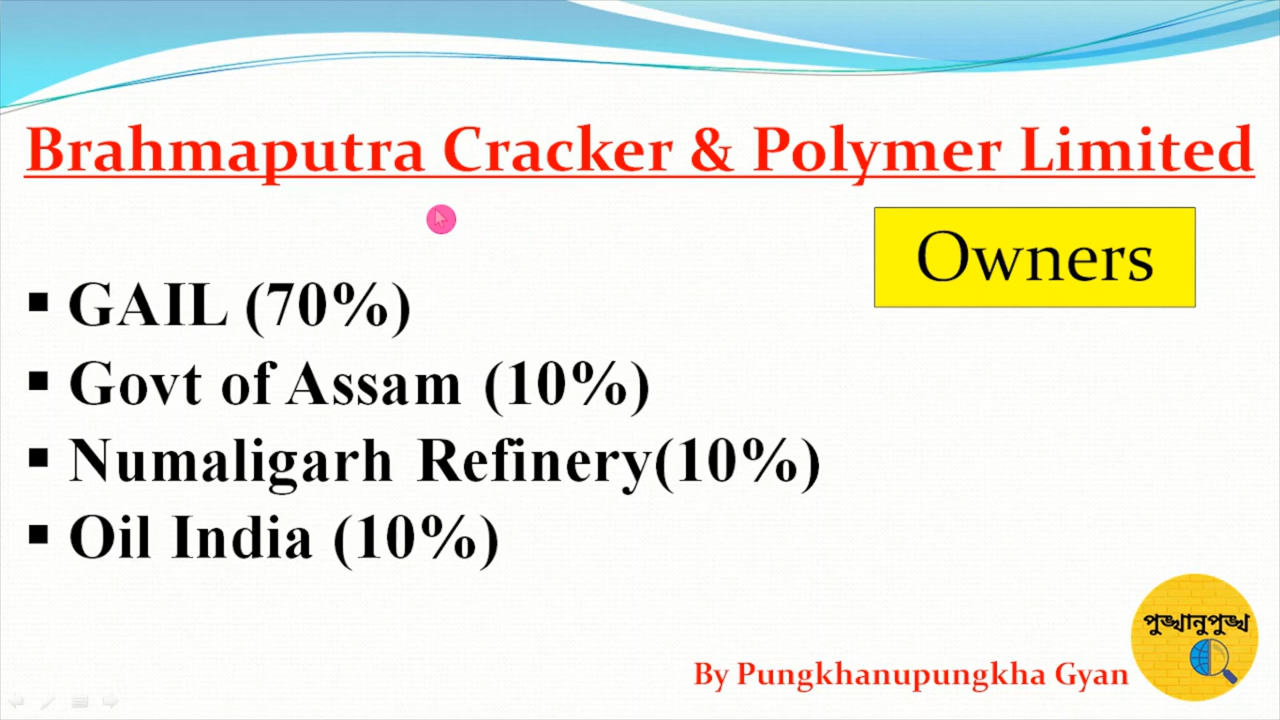 Brahmaputra Cracker & Polymer Limited
Owners
▪ GAIL (70%)
▪ Govt of Assam (10%)
▪ Numaligarh Refinery(10%)
▪ Oil India (10%)
পুঙ্খানুপুঙ্খ
By Pungkhanupungkha Gyan